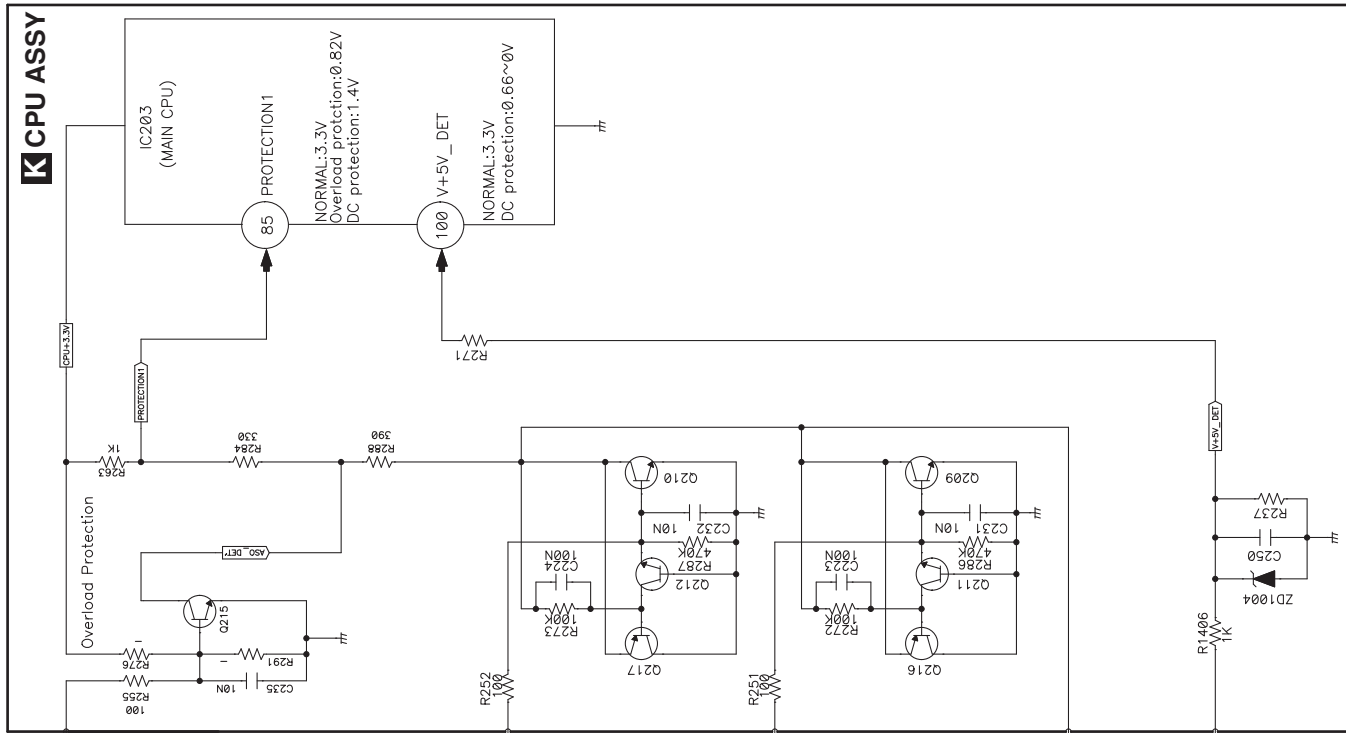 K CPU ASSY
IC203
(MAIN CPU)
85
PROTECTION1
NORMAL:3.3V
Overload protction:0.82V
DC protection:1.4V
100
V+5V_DET
NORMAL:3.3V
DC protection:0.66~0V
CPU+3.3V
PROTECTION1
R271
V+5V_DET
1K
R263
330
R284
390
R288
Overload Protection
ASO_DET'
Q215
-
R276
-
R291
R255
100
10N
C235
Q210
10N
C232
470K
R287
100N
C224
Q212
100K
R273
Q217
R252
100
Q209
10N
C231
470K
R286
100N
C223
Q211
100K
R272
Q216
R251
100
R237
C250
ZD1004
R1406
1K